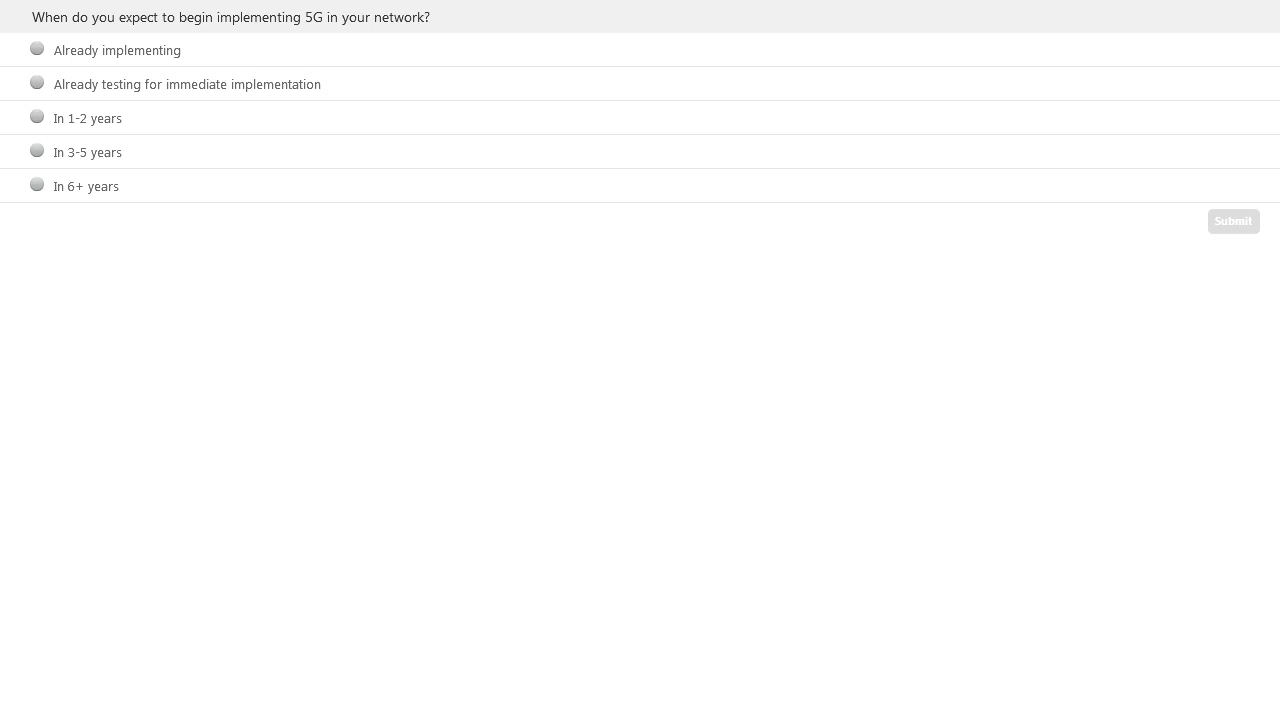 When do you expect to begin implementing 5G in your network?
Already implementing
Already testing for immediate implementation
In 1-2 years
In 3-5 years
In 6+ years
Submit